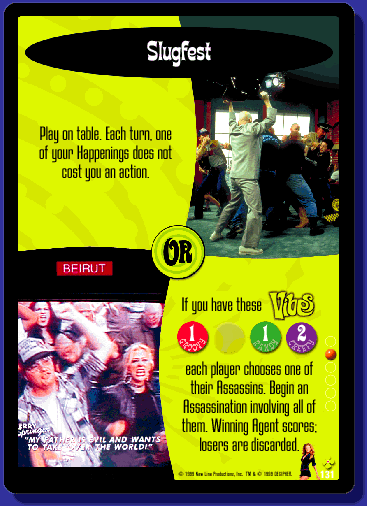 Slugfest
Play on table. Each turn, one
of your Happenings does not
cost you an action.
OR
BEIRUT
"MY FATHER IS EVIL AND WANTS
TO TAKE OVER THE WORLD!"
If you have these Vibes
1
1
2
each player chooses one of
their Assassins. Begin an
Assassination involving all of
them. Winning Agent scores;
losers are discarded.
© 1999 New Line Productions, Inc. TM & © 1999 DECIPHER.
131